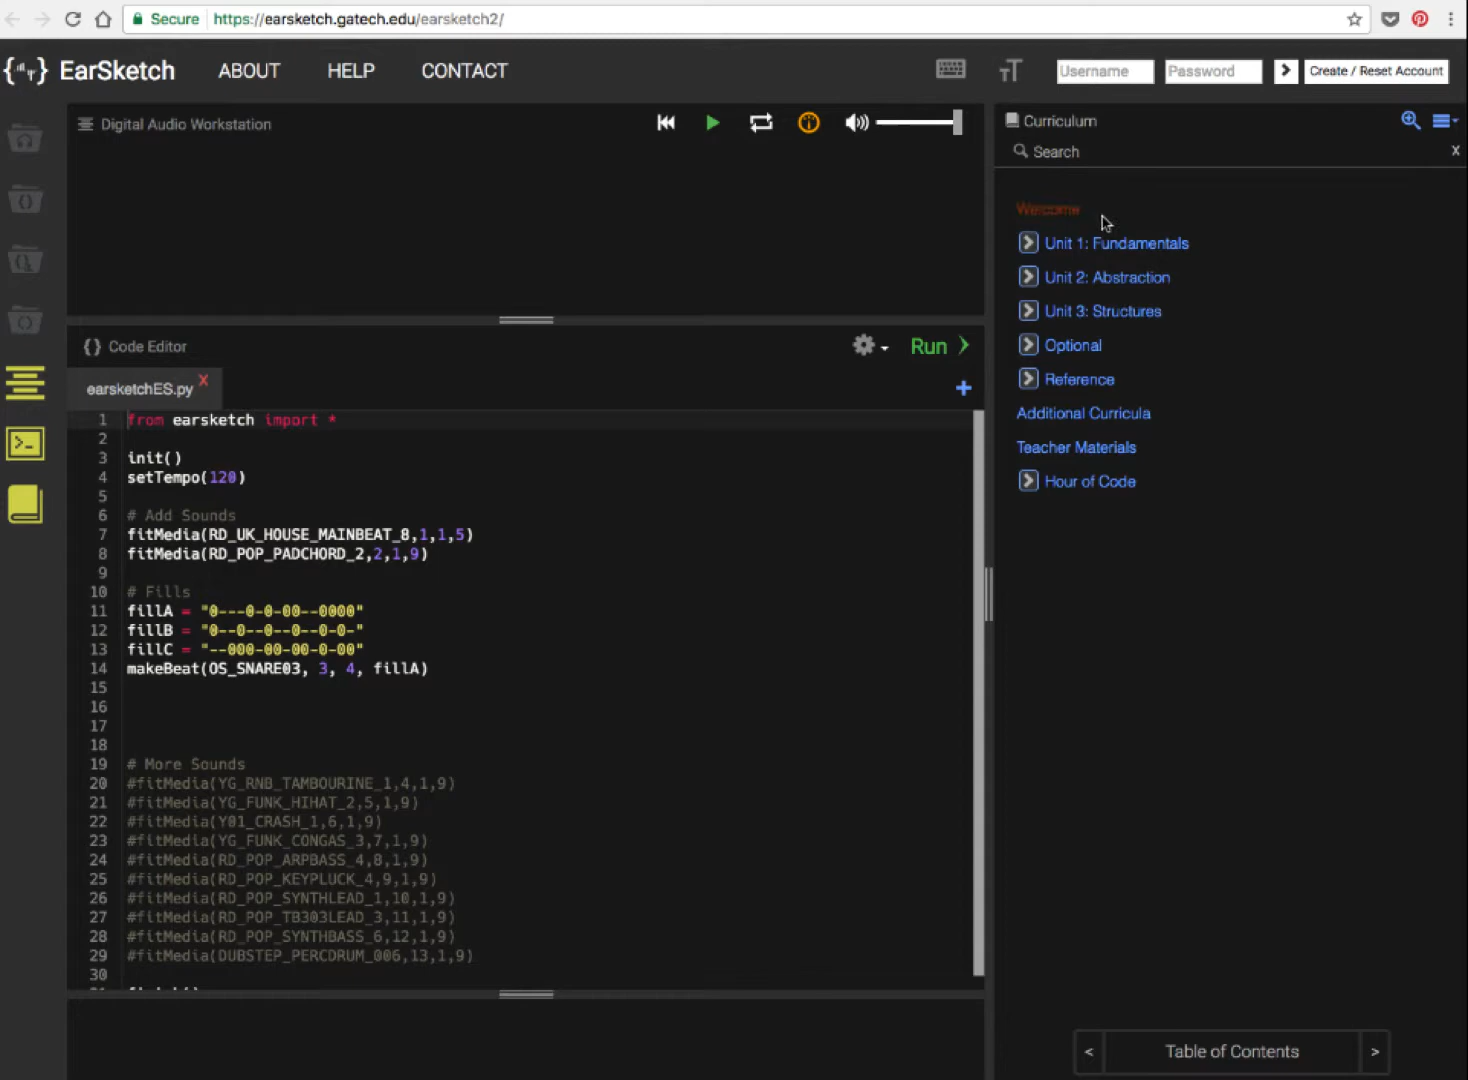 Secure https://earsketch.gatech.edu/earsketch2/
EarSketch ABOUT HELP CONTACT Username Password Create / Reset Account
Digital Audio Workstation
Curriculum
Search x
Welcome
Unit 1: Fundamentals
Unit 2: Abstraction
Unit 3: Structures
Optional
Reference
Additional Curricula
Teacher Materials
Hour of Code
{} Code Editor Run
earsketchES.py x
1 from earsketch import *
2
3 init()
4 setTempo(120)
5
6 # Add Sounds
7 fitMedia(RD_UK_HOUSE_MAINBEAT_8,1,1,5)
8 fitMedia(RD_POP_PADCHORD_2,2,1,9)
9
10 # Fills
11 fillA = "0---0-0-00--0000"
12 fillB = "0--0--0--0--0-0-"
13 fillC = "--000-00-00-0-00"
14 makeBeat(OS_SNARE03, 3, 4, fillA)
15
16
17
18
19 # More Sounds
20 #fitMedia(YG_RNB_TAMBOURINE_1,4,1,9)
21 #fitMedia(YG_FUNK_HIHAT_2,5,1,9)
22 #fitMedia(Y01_CRASH_1,6,1,9)
23 #fitMedia(YG_FUNK_CONGAS_3,7,1,9)
24 #fitMedia(RD_POP_ARPBASS_4,8,1,9)
25 #fitMedia(RD_POP_KEYPLUCK_4,9,1,9)
26 #fitMedia(RD_POP_SYNTHLEAD_1,10,1,9)
27 #fitMedia(RD_POP_TB303LEAD_3,11,1,9)
28 #fitMedia(RD_POP_SYNTHBASS_6,12,1,9)
29 #fitMedia(DUBSTEP_PERCDRUM_006,13,1,9)
30
< Table of Contents >